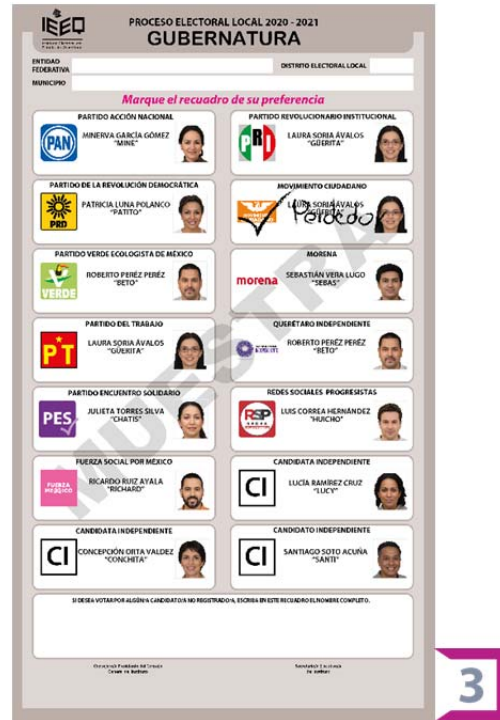 IEEQ
PROCESO ELECTORAL LOCAL 2020 - 2021
GUBERNATURA
ENTIDAD
FEDERATIVA
DISTRITO ELECTORAL LOCAL
MUNICIPIO
Marque el recuadro de su preferencia
PARTIDO ACCIÓN NACIONAL
PAN
MINERVA GARCÍA GÓMEZ
"MINE"
PARTIDO REVOLUCIONARIO INSTITUCIONAL
PRI
LAURA SORIA ÁVALOS
"GÜERITA"
PARTIDO DE LA REVOLUCIÓN DEMOCRÁTICA
PRD
PATRICIA LUNA POLANCO
"PATITO"
MOVIMIENTO CIUDADANO
LAURA SORIA ÁVALOS
"GÜERITA"
PARTIDO VERDE ECOLOGISTA DE MÉXICO
VERDE
ROBERTO PERÉZ PERÉZ
"BETO"
MORENA
morena
SEBASTIÁN VERA LUGO
"SEBAS"
PARTIDO DEL TRABAJO
PT
LAURA SORIA ÁVALOS
"GÜERITA"
QUERÉTARO INDEPENDIENTE
ROBERTO PERÉZ PERÉZ
"BETO"
PARTIDO ENCUENTRO SOLIDARIO
PES
JULIETA TORRES SILVA
"CHATIS"
REDES SOCIALES PROGRESISTAS
RSP
LUIS CORREA HERNÁNDEZ
"HUICHO"
FUERZA SOCIAL POR MÉXICO
FUERZA
MÉXICO
RICARDO RUIZ AYALA
"RICHARD"
CANDIDATA INDEPENDIENTE
CI
LUCÍA RAMÍREZ CRUZ
"LUCY"
CANDIDATA INDEPENDIENTE
CI
CONCEPCIÓN ORTA VALDEZ
"CONCHITA"
CANDIDATO INDEPENDIENTE
CI
SANTIAGO SOTO ACUÑA
"SANTI"
SI DESEA VOTAR POR ALGÚN/A CANDIDATO/A NO REGISTRADO/A, ESCRIBA EN ESTE RECUADRO EL NOMBRE COMPLETO.
MUESTRA
3